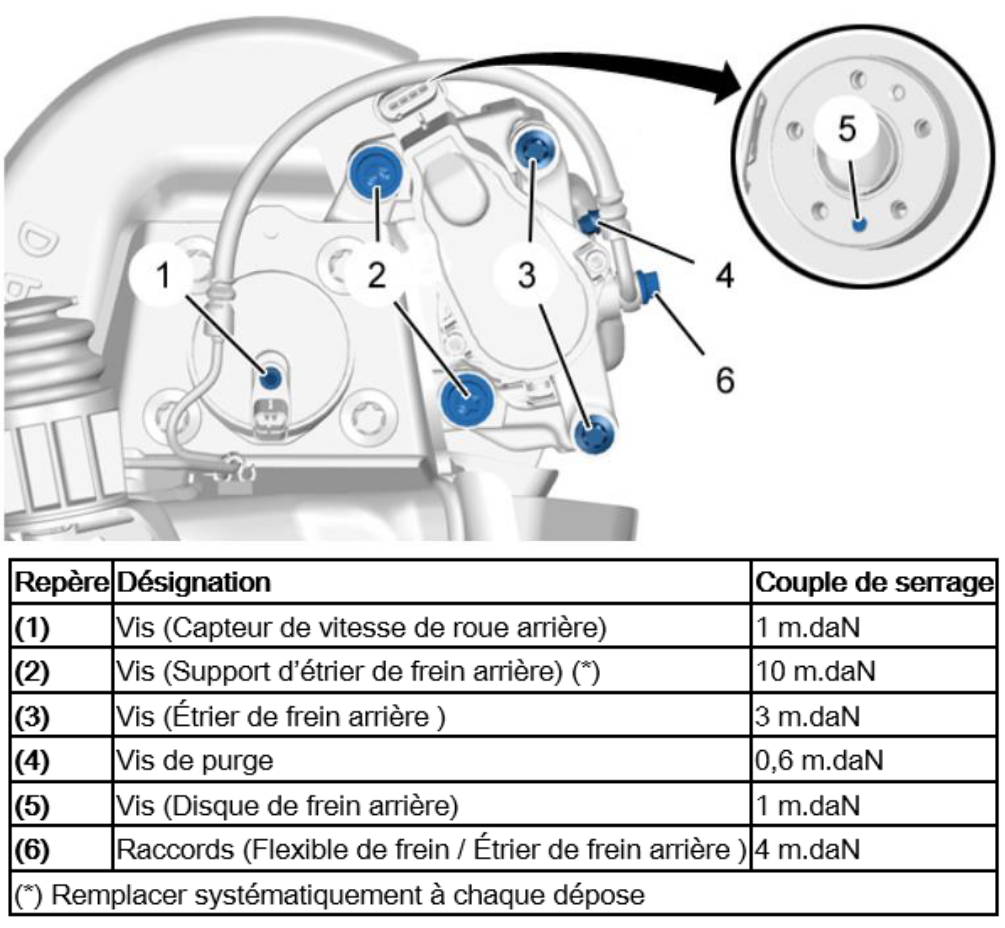 5
1
2
3
4
6
Repère Désignation Couple de serrage
(1) Vis (Capteur de vitesse de roue arrière) 1 m.daN
(2) Vis (Support d'étrier de frein arrière) (*) 10 m.daN
(3) Vis (Étrier de frein arrière ) 3 m.daN
(4) Vis de purge 0,6 m.daN
(5) Vis (Disque de frein arrière) 1 m.daN
(6) Raccords (Flexible de frein / Étrier de frein arrière ) 4 m.daN
(*) Remplacer systématiquement à chaque dépose